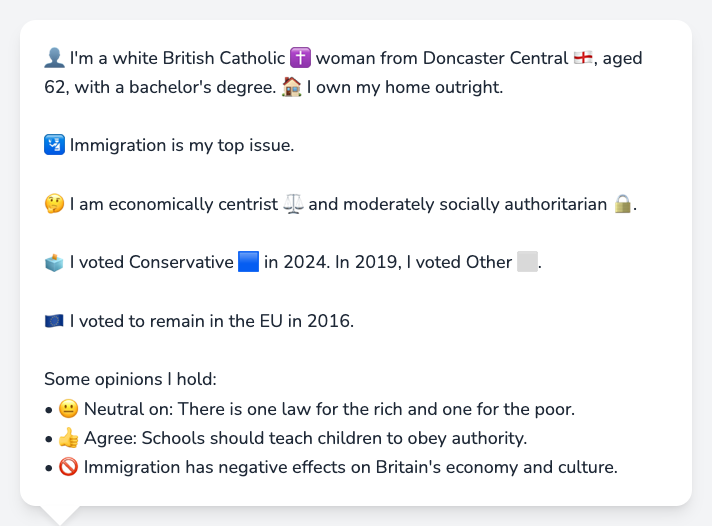 👤 I'm a white British Catholic ✝️ woman from Doncaster Central 🏴󠁧󠁢󠁥󠁮󠁧󠁿, aged
62, with a bachelor's degree. 🏠 I own my home outright.
🛂 Immigration is my top issue.
🤔 I am economically centrist ⚖️ and moderately socially authoritarian 🔒.
🗳️ I voted Conservative 🟦 in 2024. In 2019, I voted Other ⬜.
🇪🇺 I voted to remain in the EU in 2016.
Some opinions I hold:
• 😐 Neutral on: There is one law for the rich and one for the poor.
• 👍 Agree: Schools should teach children to obey authority.
• 🚫 Immigration has negative effects on Britain's economy and culture.